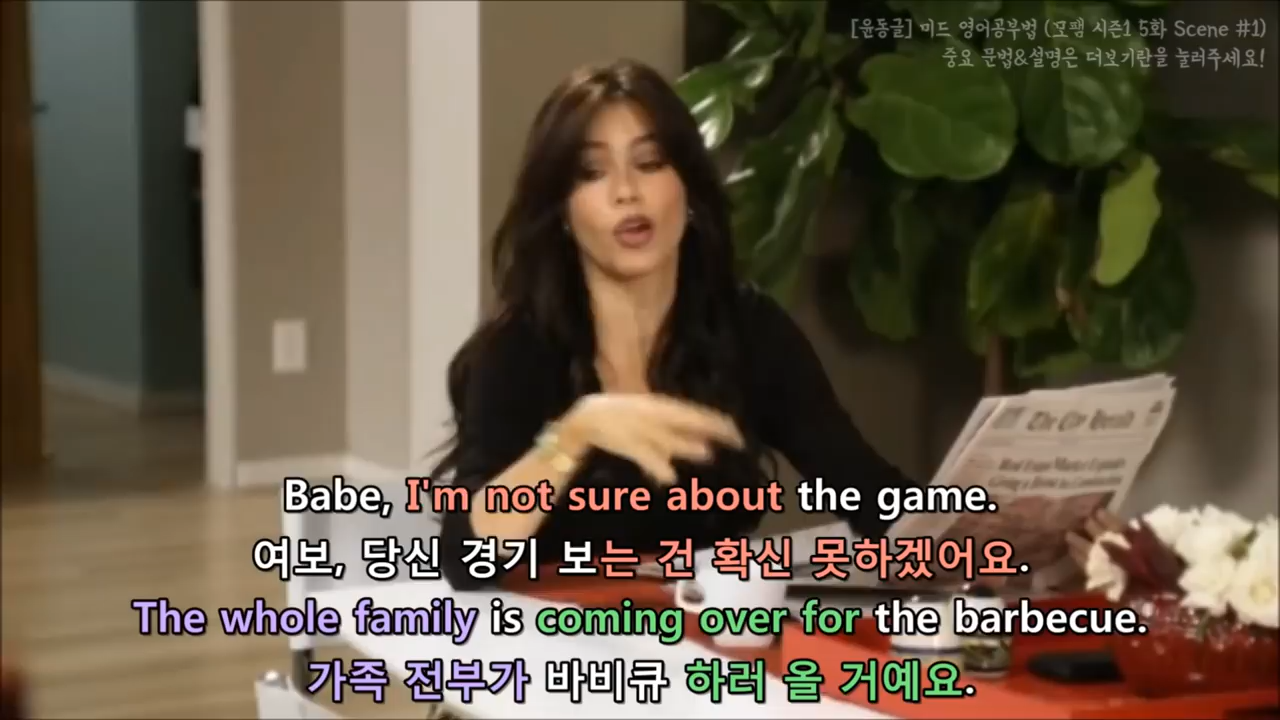 [윤동글] 미드 영어공부법 (모팸 시즌1 5화 Scene #1)
중요 문법&설명은 더보기란을 눌러주세요!
The City Herald
Babe, I'm not sure about the game.
여보, 당신 경기 보는 건 확신 못하겠어요.
The whole family is coming over for the barbecue.
가족 전부가 바비큐 하러 올 거예요.